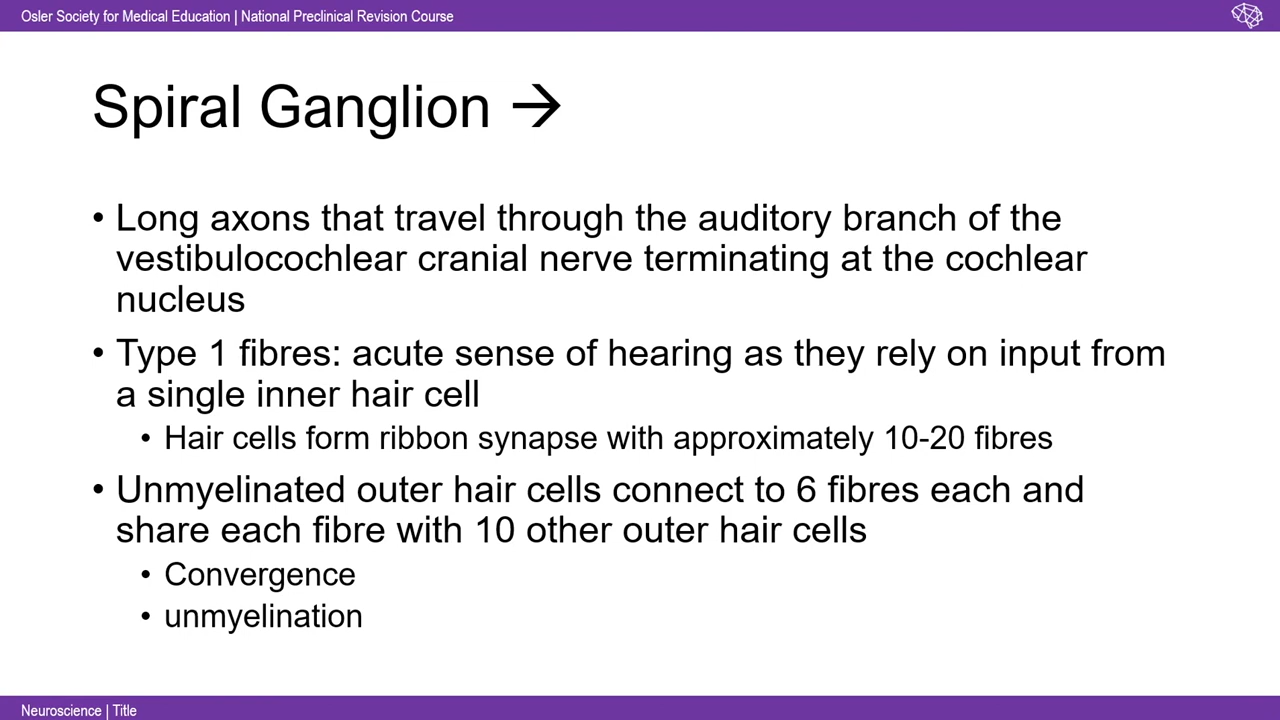 Osler Society for Medical Education | National Preclinical Revision Course
Spiral Ganglion →
• Long axons that travel through the auditory branch of the
vestibulocochlear cranial nerve terminating at the cochlear
nucleus
• Type 1 fibres: acute sense of hearing as they rely on input from
a single inner hair cell
• Hair cells form ribbon synapse with approximately 10-20 fibres
• Unmyelinated outer hair cells connect to 6 fibres each and
share each fibre with 10 other outer hair cells
• Convergence
• unmyelination
Neuroscience | Title